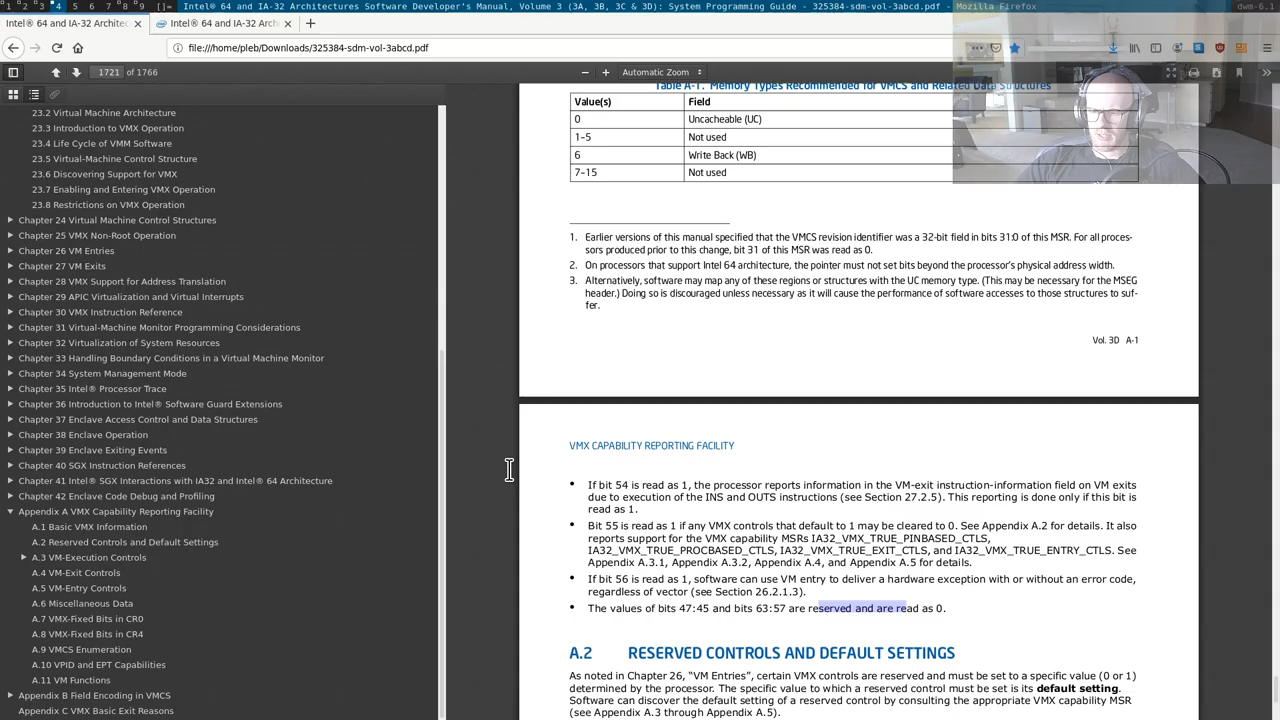 1 2 3 4 5 6 7 8 9 []= Intel® 64 and IA-32 Architectures Software Developer's Manual, Volume 3 (3A, 3B, 3C & 3D): System Programming Guide - 325384-sdm-vol-3abcd.pdf - Mozilla Firefox dwm-6.1
Intel® 64 and IA-32 Architec × Intel® 64 and IA-32 Arch × +
file:///home/pleb/Downloads/325384-sdm-vol-3abcd.pdf
1721 of 1766 − + Automatic Zoom
23.2 Virtual Machine Architecture
23.3 Introduction to VMX Operation
23.4 Life Cycle of VMM Software
23.5 Virtual-Machine Control Structure
23.6 Discovering Support for VMX
23.7 Enabling and Entering VMX Operation
23.8 Restrictions on VMX Operation
Chapter 24 Virtual Machine Control Structures
Chapter 25 VMX Non-Root Operation
Chapter 26 VM Entries
Chapter 27 VM Exits
Chapter 28 VMX Support for Address Translation
Chapter 29 APIC Virtualization and Virtual Interrupts
Chapter 30 VMX Instruction Reference
Chapter 31 Virtual-Machine Monitor Programming Considerations
Chapter 32 Virtualization of System Resources
Chapter 33 Handling Boundary Conditions in a Virtual Machine Monitor
Chapter 34 System Management Mode
Chapter 35 Intel® Processor Trace
Chapter 36 Introduction to Intel® Software Guard Extensions
Chapter 37 Enclave Access Control and Data Structures
Chapter 38 Enclave Operation
Chapter 39 Enclave Exiting Events
Chapter 40 SGX Instruction References
Chapter 41 Intel® SGX Interactions with IA32 and Intel® 64 Architecture
Chapter 42 Enclave Code Debug and Profiling
Appendix A VMX Capability Reporting Facility
A.1 Basic VMX Information
A.2 Reserved Controls and Default Settings
A.3 VM-Execution Controls
A.4 VM-Exit Controls
A.5 VM-Entry Controls
A.6 Miscellaneous Data
A.7 VMX-Fixed Bits in CR0
A.8 VMX-Fixed Bits in CR4
A.9 VMCS Enumeration
A.10 VPID and EPT Capabilities
A.11 VM Functions
Appendix B Field Encoding in VMCS
Appendix C VMX Basic Exit Reasons
Table A-1. Memory Types Recommended for VMCS and Related Data Structures
Value(s) Field
0 Uncacheable (UC)
1–5 Not used
6 Write Back (WB)
7–15 Not used
1. Earlier versions of this manual specified that the VMCS revision identifier was a 32-bit field in bits 31:0 of this MSR. For all proces-
sors produced prior to this change, bit 31 of this MSR was read as 0.
2. On processors that support Intel 64 architecture, the pointer must not set bits beyond the processor's physical address width.
3. Alternatively, software may map any of these regions or structures with the UC memory type. (This may be necessary for the MSEG
header.) Doing so is discouraged unless necessary as it will cause the performance of software accesses to those structures to suf-
fer.
Vol. 3D A-1
VMX CAPABILITY REPORTING FACILITY
• If bit 54 is read as 1, the processor reports information in the VM-exit instruction-information field on VM exits
due to execution of the INS and OUTS instructions (see Section 27.2.5). This reporting is done only if this bit is
read as 1.
• Bit 55 is read as 1 if any VMX controls that default to 1 may be cleared to 0. See Appendix A.2 for details. It also
reports support for the VMX capability MSRs IA32_VMX_TRUE_PINBASED_CTLS,
IA32_VMX_TRUE_PROCBASED_CTLS, IA32_VMX_TRUE_EXIT_CTLS, and IA32_VMX_TRUE_ENTRY_CTLS. See
Appendix A.3.1, Appendix A.3.2, Appendix A.4, and Appendix A.5 for details.
• If bit 56 is read as 1, software can use VM entry to deliver a hardware exception with or without an error code,
regardless of vector (see Section 26.2.1.3).
• The values of bits 47:45 and bits 63:57 are reserved and are read as 0.
A.2 RESERVED CONTROLS AND DEFAULT SETTINGS
As noted in Chapter 26, “VM Entries”, certain VMX controls are reserved and must be set to a specific value (0 or 1)
determined by the processor. The specific value to which a reserved control must be set is its default setting.
Software can discover the default setting of a reserved control by consulting the appropriate VMX capability MSR
(see Appendix A.3 through Appendix A.5).